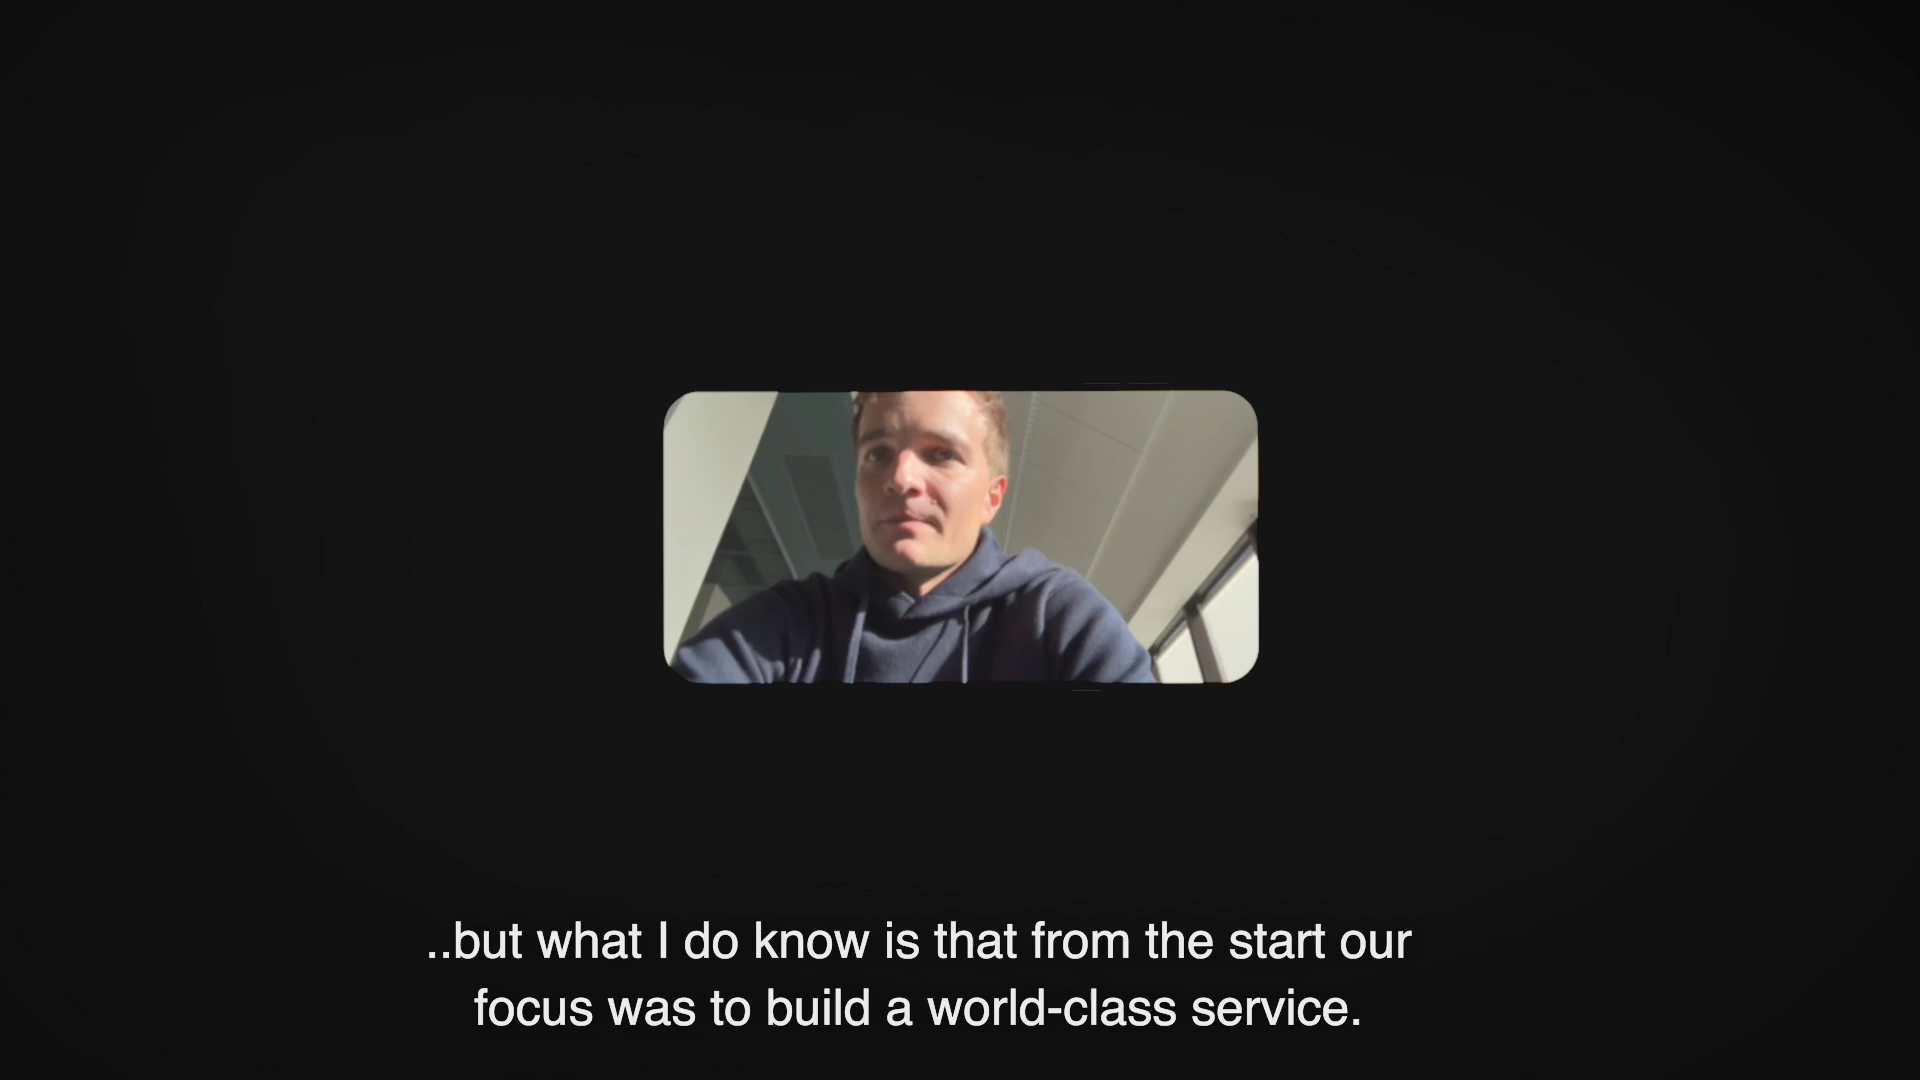 ..but what I do know is that from the start our
focus was to build a world-class service.